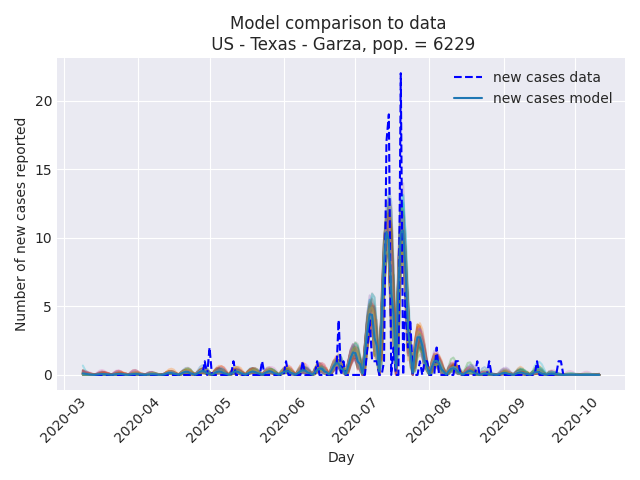 Model comparison to data
US - Texas - Garza, pop. = 6229
new cases data
new cases model
Number of new cases reported
20
15
10
5
0
2020-03
2020-04
2020-05
2020-06
2020-07
2020-08
2020-09
2020-10
Day